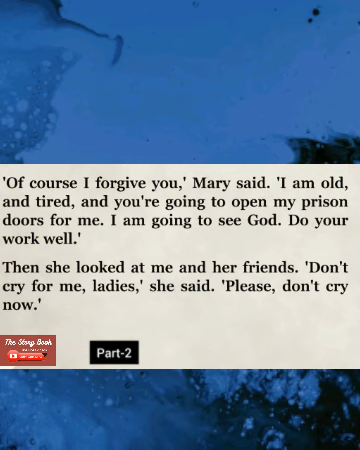 'Of course I forgive you,' Mary said. 'I am old,
and tired, and you're going to open my prison
doors for me. I am going to see God. Do your
work well.'
Then she looked at me and her friends. 'Don't
cry for me, ladies,' she said. 'Please, don't cry
now.'
The Story Book
Part-2